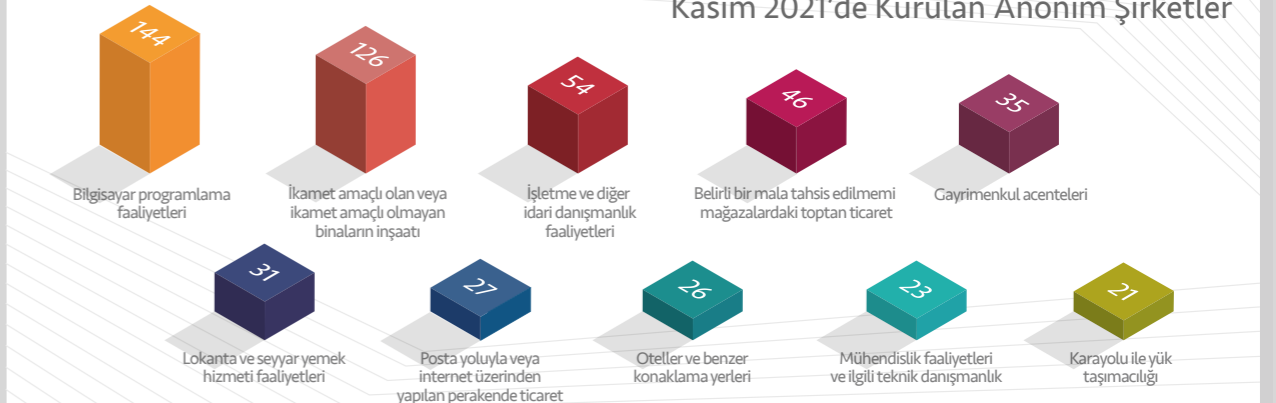 Kasım 2021'de Kurulan Anonim Şirketler
144
126
54
46
35
Bilgisayar programlama
faaliyetleri
İkamet amaçlı olan veya
ikamet amaçlı olmayan
binaların inşaatı
İşletme ve diğer
idari danışmanlık
faaliyetleri
Belirli bir mala tahsis edilmemi
mağazalardaki toptan ticaret
Gayrimenkul acenteleri
31
27
26
23
21
Lokanta ve seyyar yemek
hizmeti faaliyetleri
Posta yoluyla veya
internet üzerinden
yapılan perakende ticaret
Oteller ve benzer
konaklama yerleri
Mühendislik faaliyetleri
ve ilgili teknik danışmanlık
Karayolu ile yük
taşımacılığı